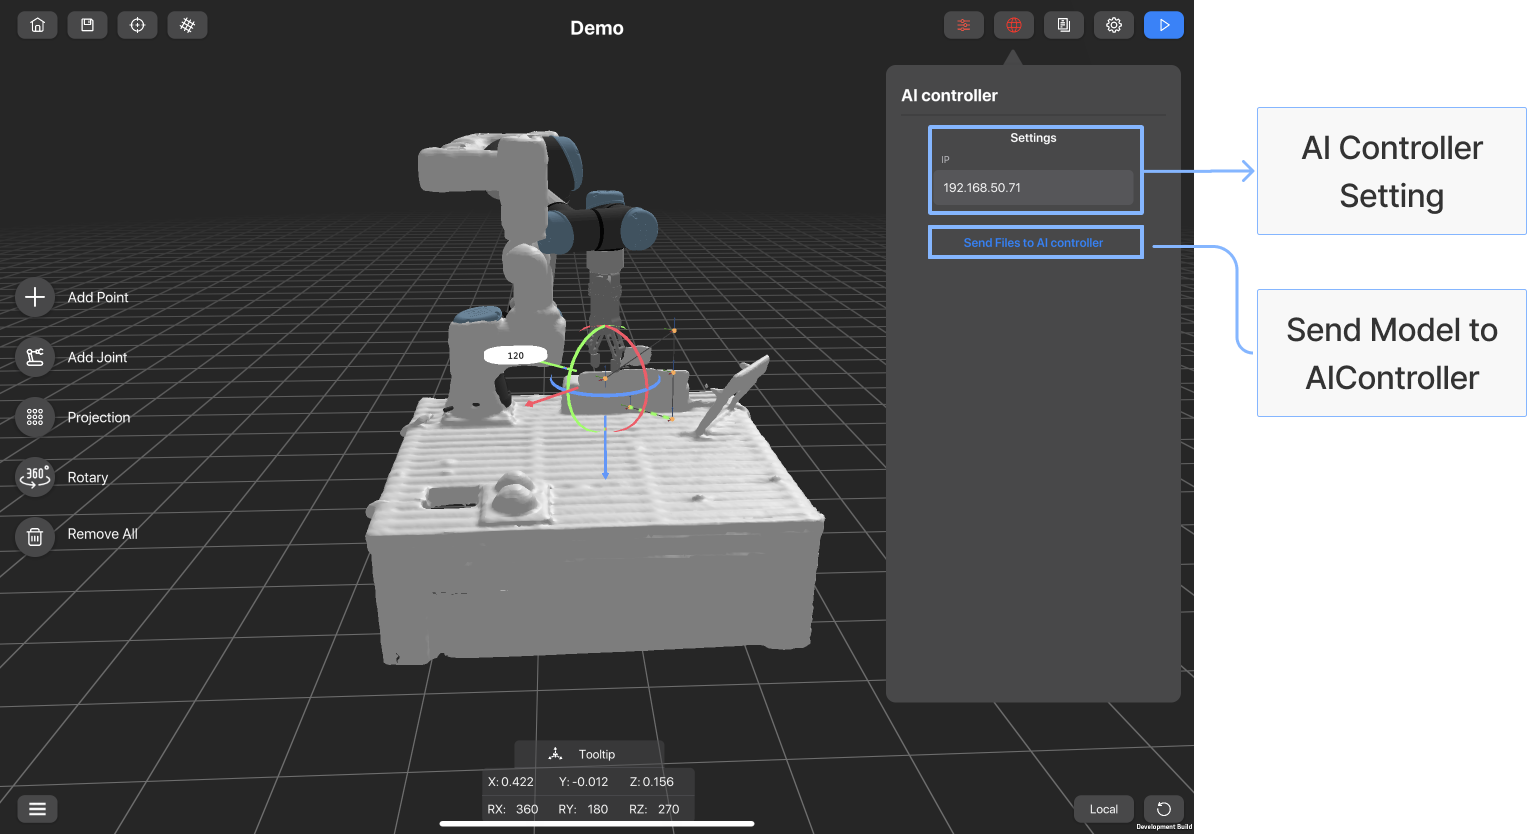 Demo
AI controller
Settings
IP
192.168.50.71
Send Files to AI controller
AI Controller
Setting
Send Model to
AIController
Add Point
Add Joint
Projection
360°
Rotary
Remove All
120
Tooltip
X: 0.422 Y: -0.012 Z: 0.156
RX: 360 RY: 180 RZ: 270
Local
Development Build